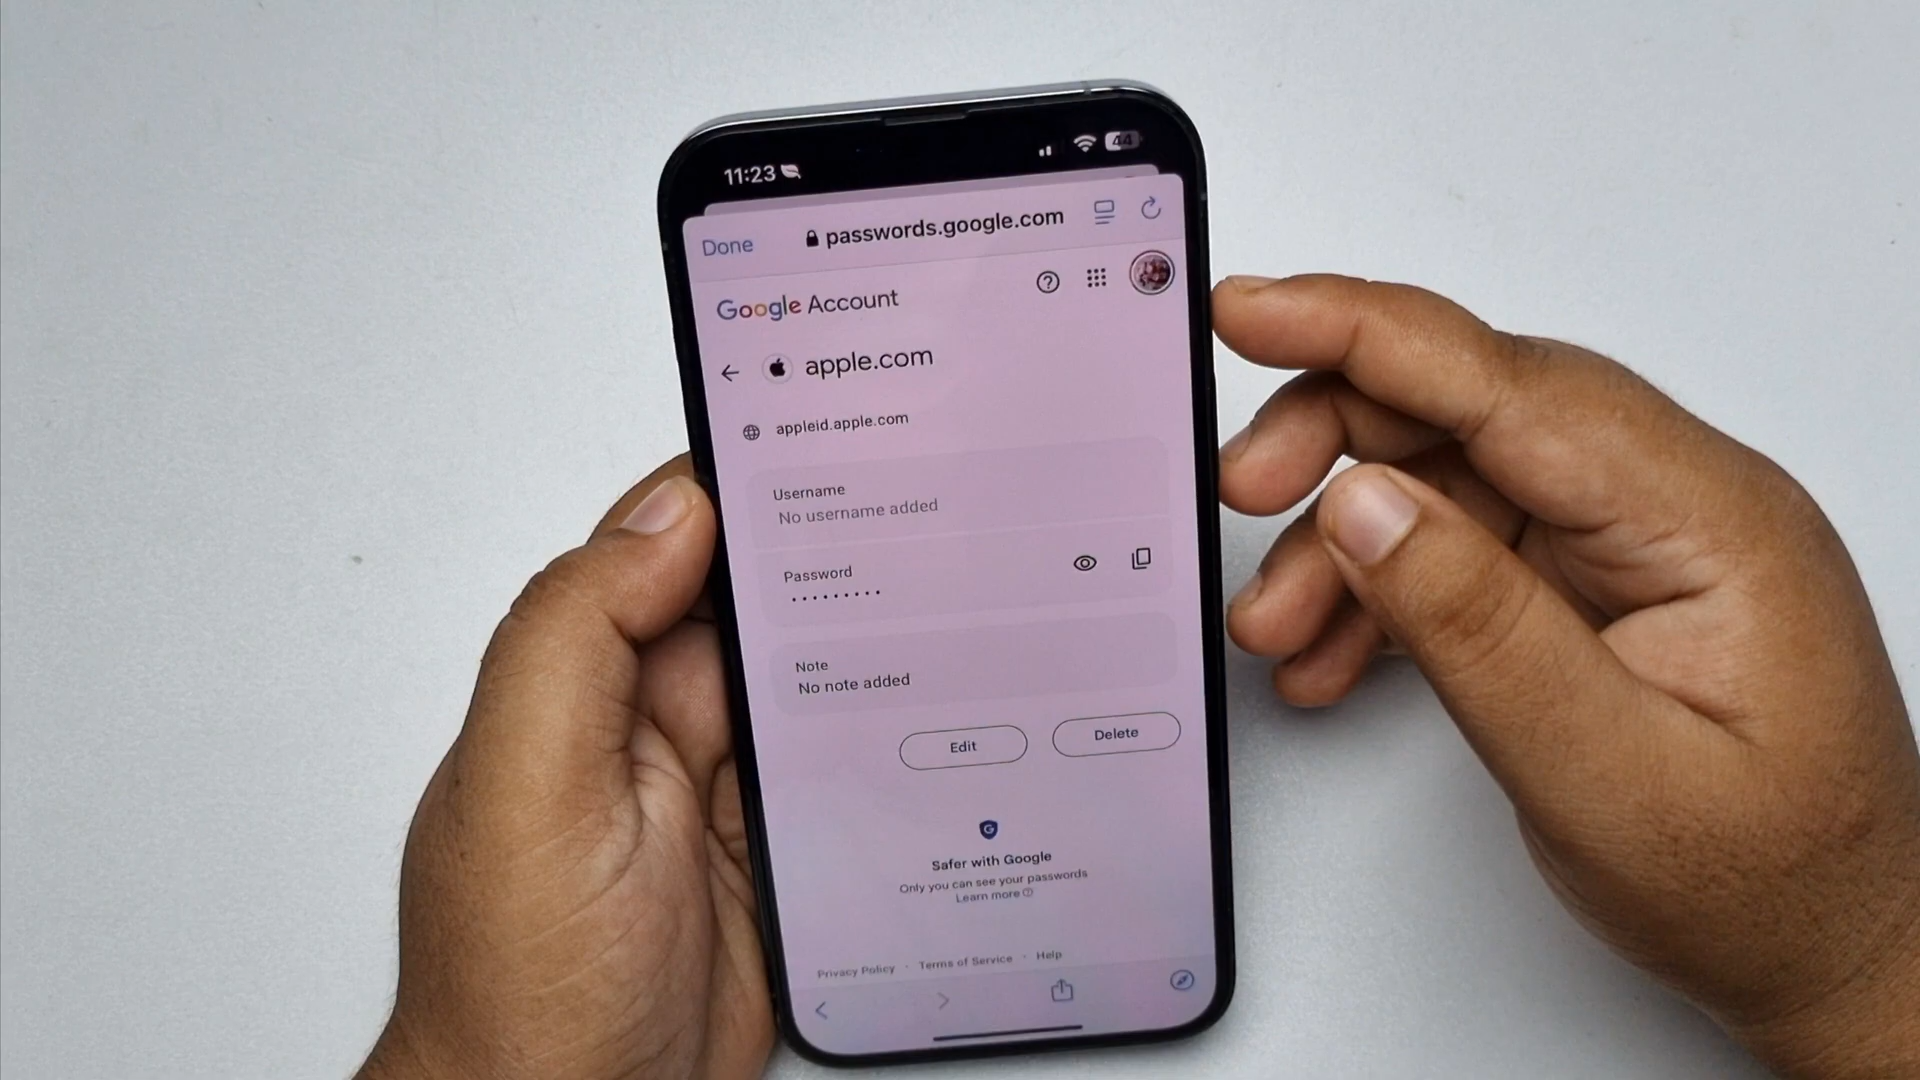 11:23
44
Done
passwords.google.com
Google Account
apple.com
appleid.apple.com
Username
No username added
Password
•••••••••
Note
No note added
Edit
Delete
G
Safer with Google
Only you can see your passwords
Learn more
Privacy Policy · Terms of Service · Help